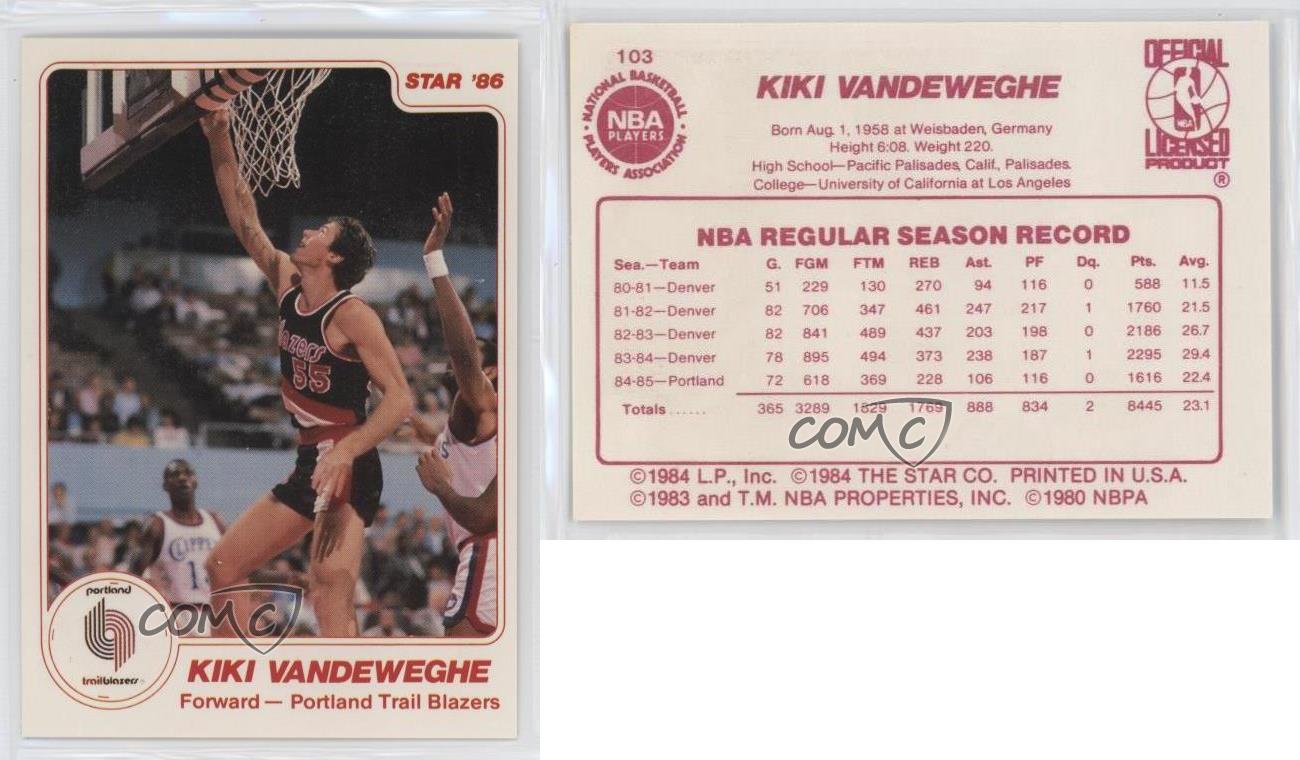 STAR '86
blazers
55
CLIPPE
1
portland
trailblazers
COMC
KIKI VANDEWEGHE
Forward — Portland Trail Blazers
103
NATIONAL BASKETBALL
NBA
PLAYERS
PLAYERS ASSOCIATION
KIKI VANDEWEGHE
Born Aug. 1, 1958 at Weisbaden, Germany
Height 6:08. Weight 220.
High School—Pacific Palisades, Calif., Palisades.
College—University of California at Los Angeles
OFFICIAL
NBA
LICENSED
PRODUCT
®
NBA REGULAR SEASON RECORD
Sea.—Team G. FGM FTM REB Ast. PF Dq. Pts. Avg.
80-81—Denver 51 229 130 270 94 116 0 588 11.5
81-82—Denver 82 706 347 461 247 217 1 1760 21.5
82-83—Denver 82 841 489 437 203 198 0 2186 26.7
83-84—Denver 78 895 494 373 238 187 1 2295 29.4
84-85—Portland 72 618 369 228 106 116 0 1616 22.4
Totals ...... 365 3289 1829 1769 888 834 2 8445 23.1
COMC
©1984 L.P., Inc. ©1984 THE STAR CO. PRINTED IN U.S.A.
©1983 and T.M. NBA PROPERTIES, INC. ©1980 NBPA